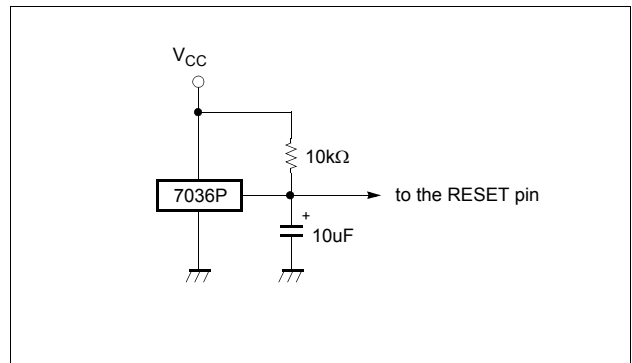 VCC
10kΩ
7036P
to the RESET pin
+
10uF